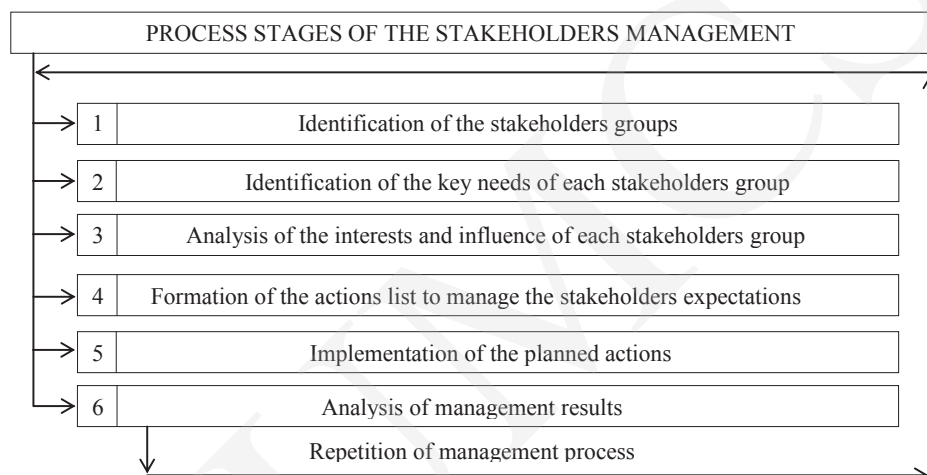 PROCESS STAGES OF THE STAKEHOLDERS MANAGEMENT
1 Identification of the stakeholders groups
2 Identification of the key needs of each stakeholders group
3 Analysis of the interests and influence of each stakeholders group
4 Formation of the actions list to manage the stakeholders expectations
5 Implementation of the planned actions
6 Analysis of management results
Repetition of management process